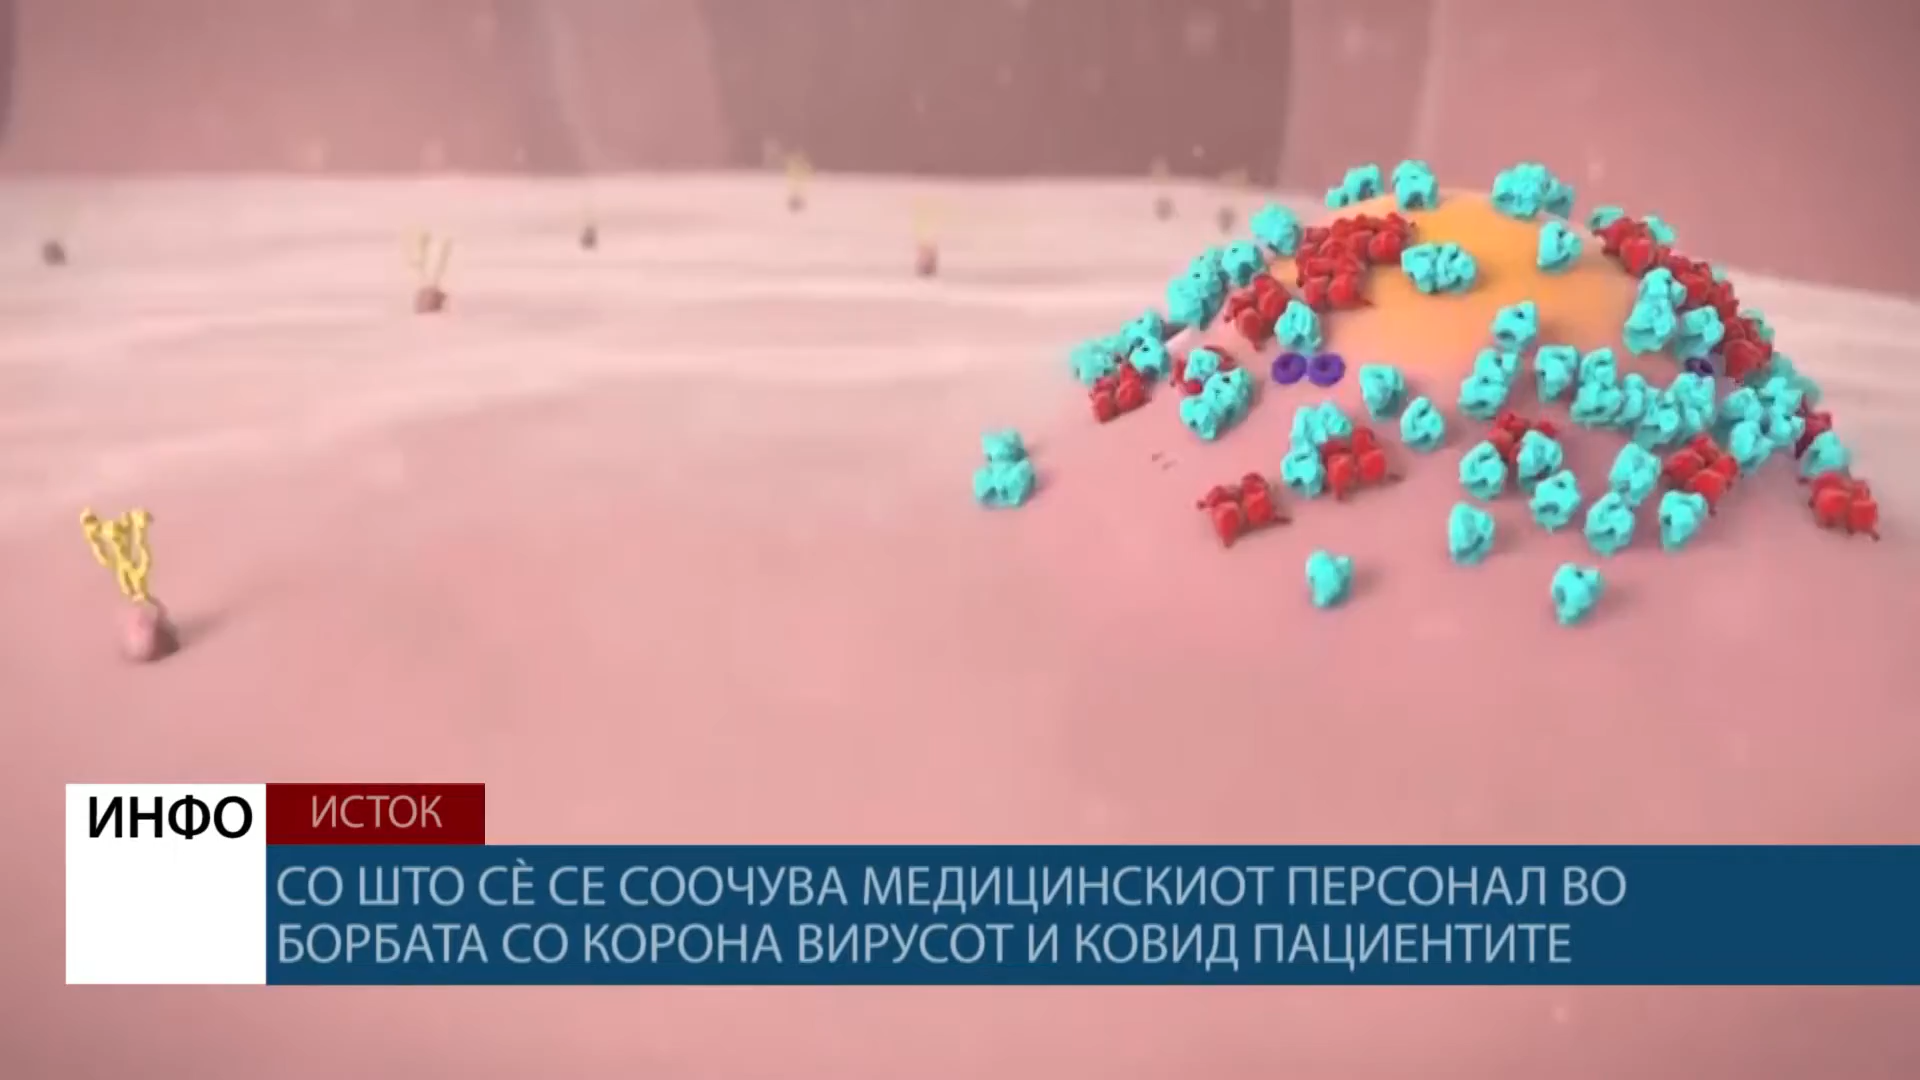 ИНФО
ИСТОК
СО ШТО СЀ СЕ СООЧУВА МЕДИЦИНСКИОТ ПЕРСОНАЛ ВО
БОРБАТА СО КОРОНА ВИРУСОТ И КОВИД ПАЦИЕНТИТЕ